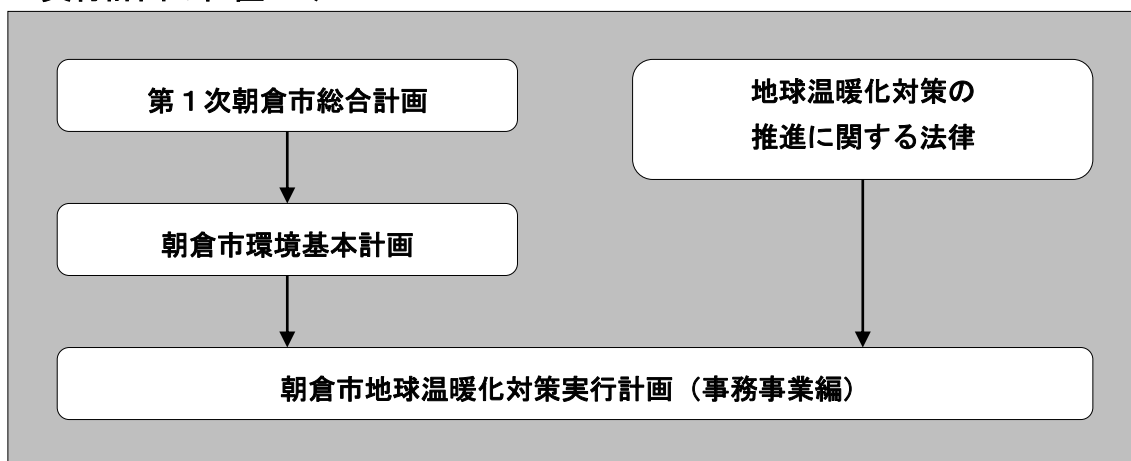 第1次朝倉市総合計画
地球温暖化対策の
推進に関する法律
朝倉市環境基本計画
朝倉市地球温暖化対策実行計画（事務事業編）